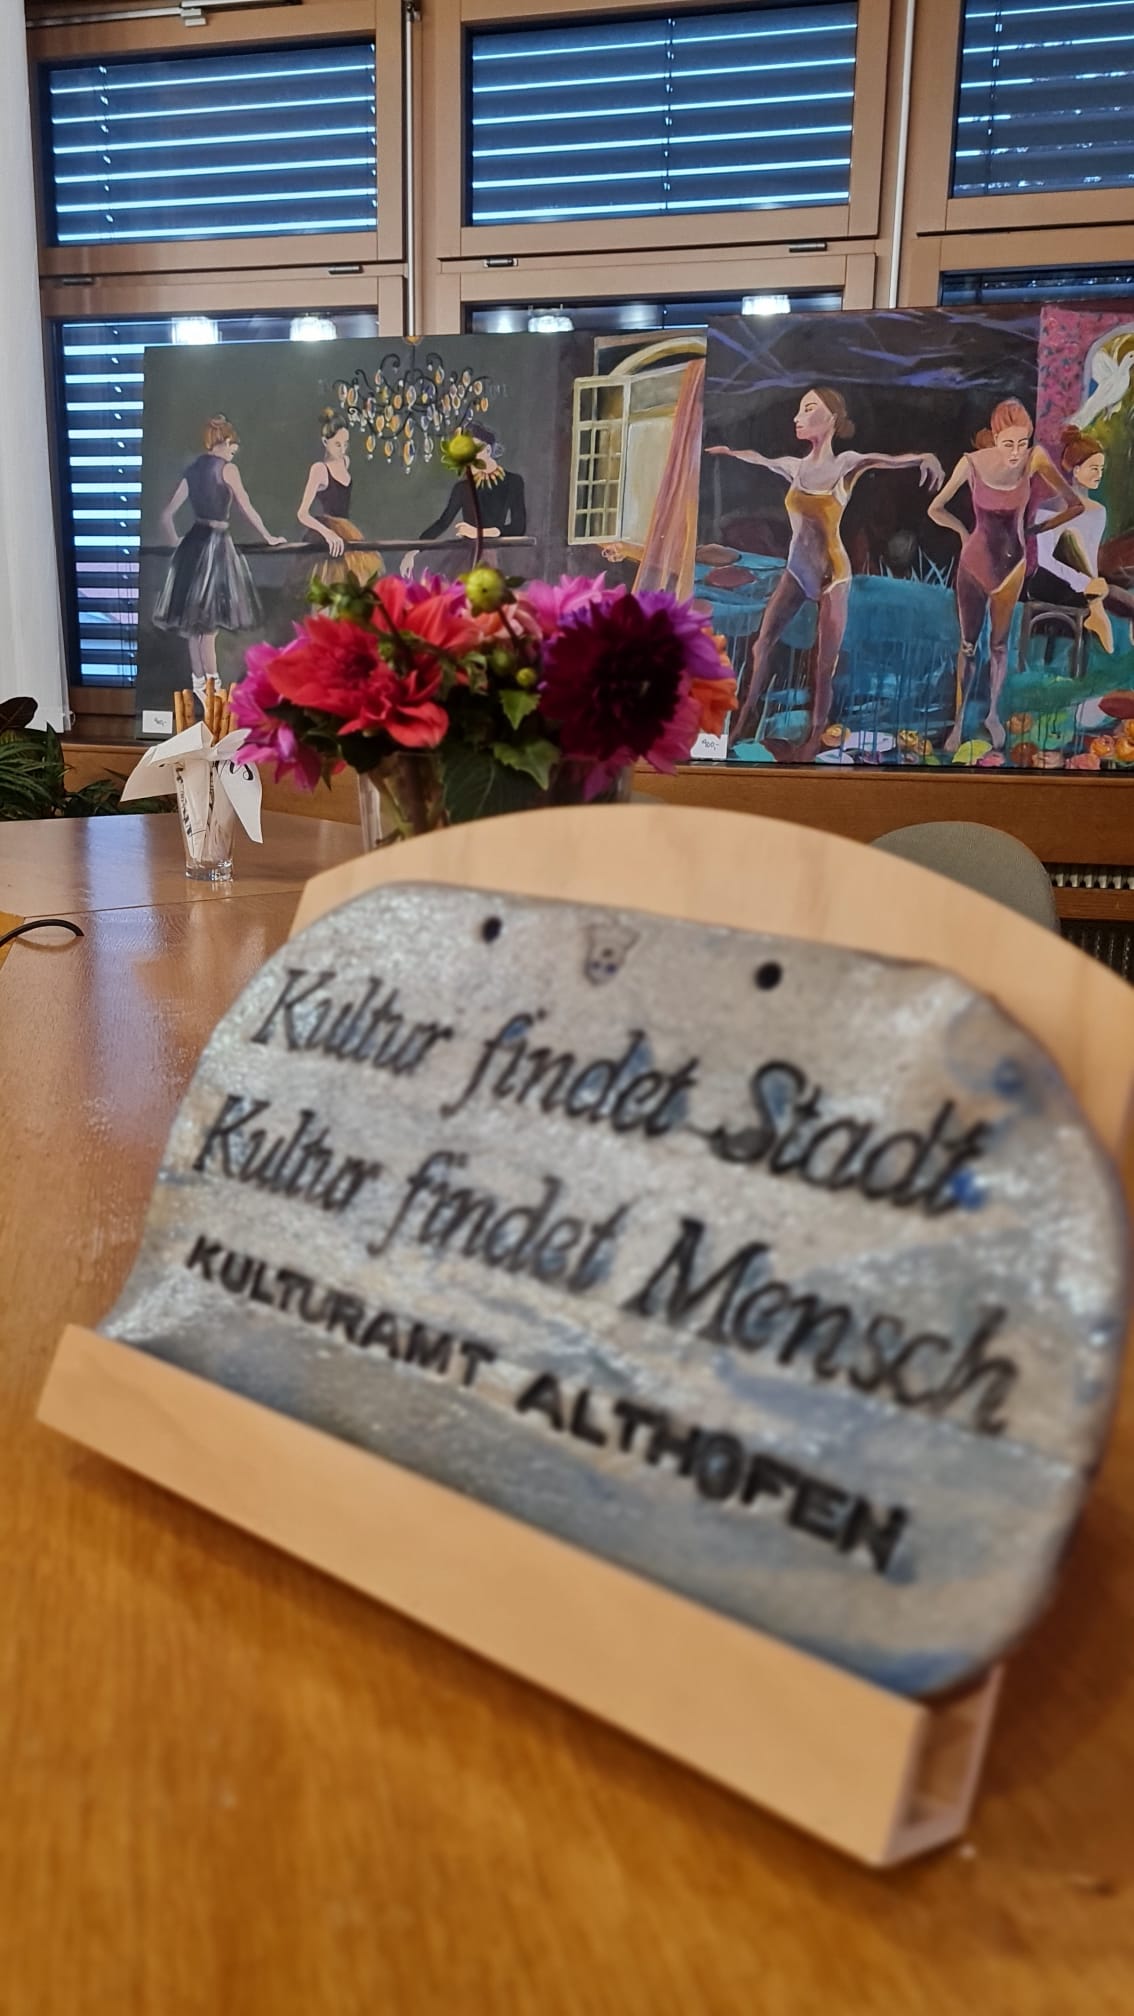 Kultur findet Stadt
Kultur findet Mensch
KULTURAMT ALTHOFEN